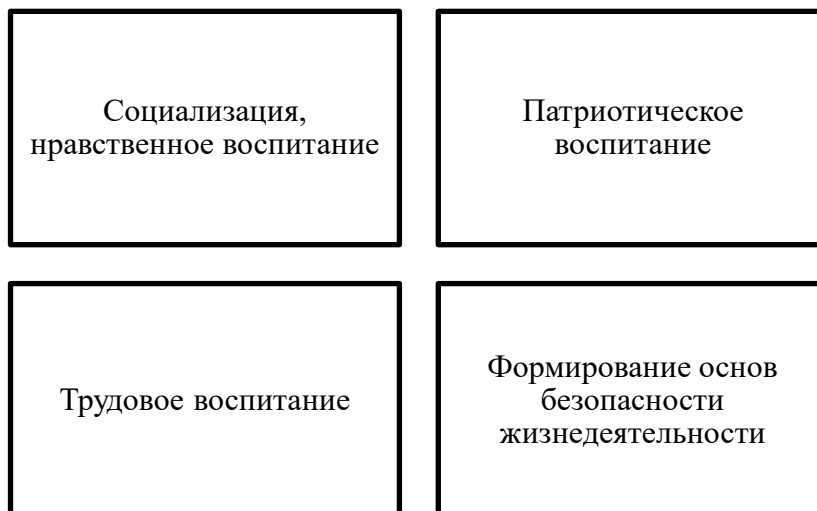 Социализация,
нравственное воспитание
Патриотическое
воспитание
Трудовое воспитание
Формирование основ
безопасности
жизнедеятельности